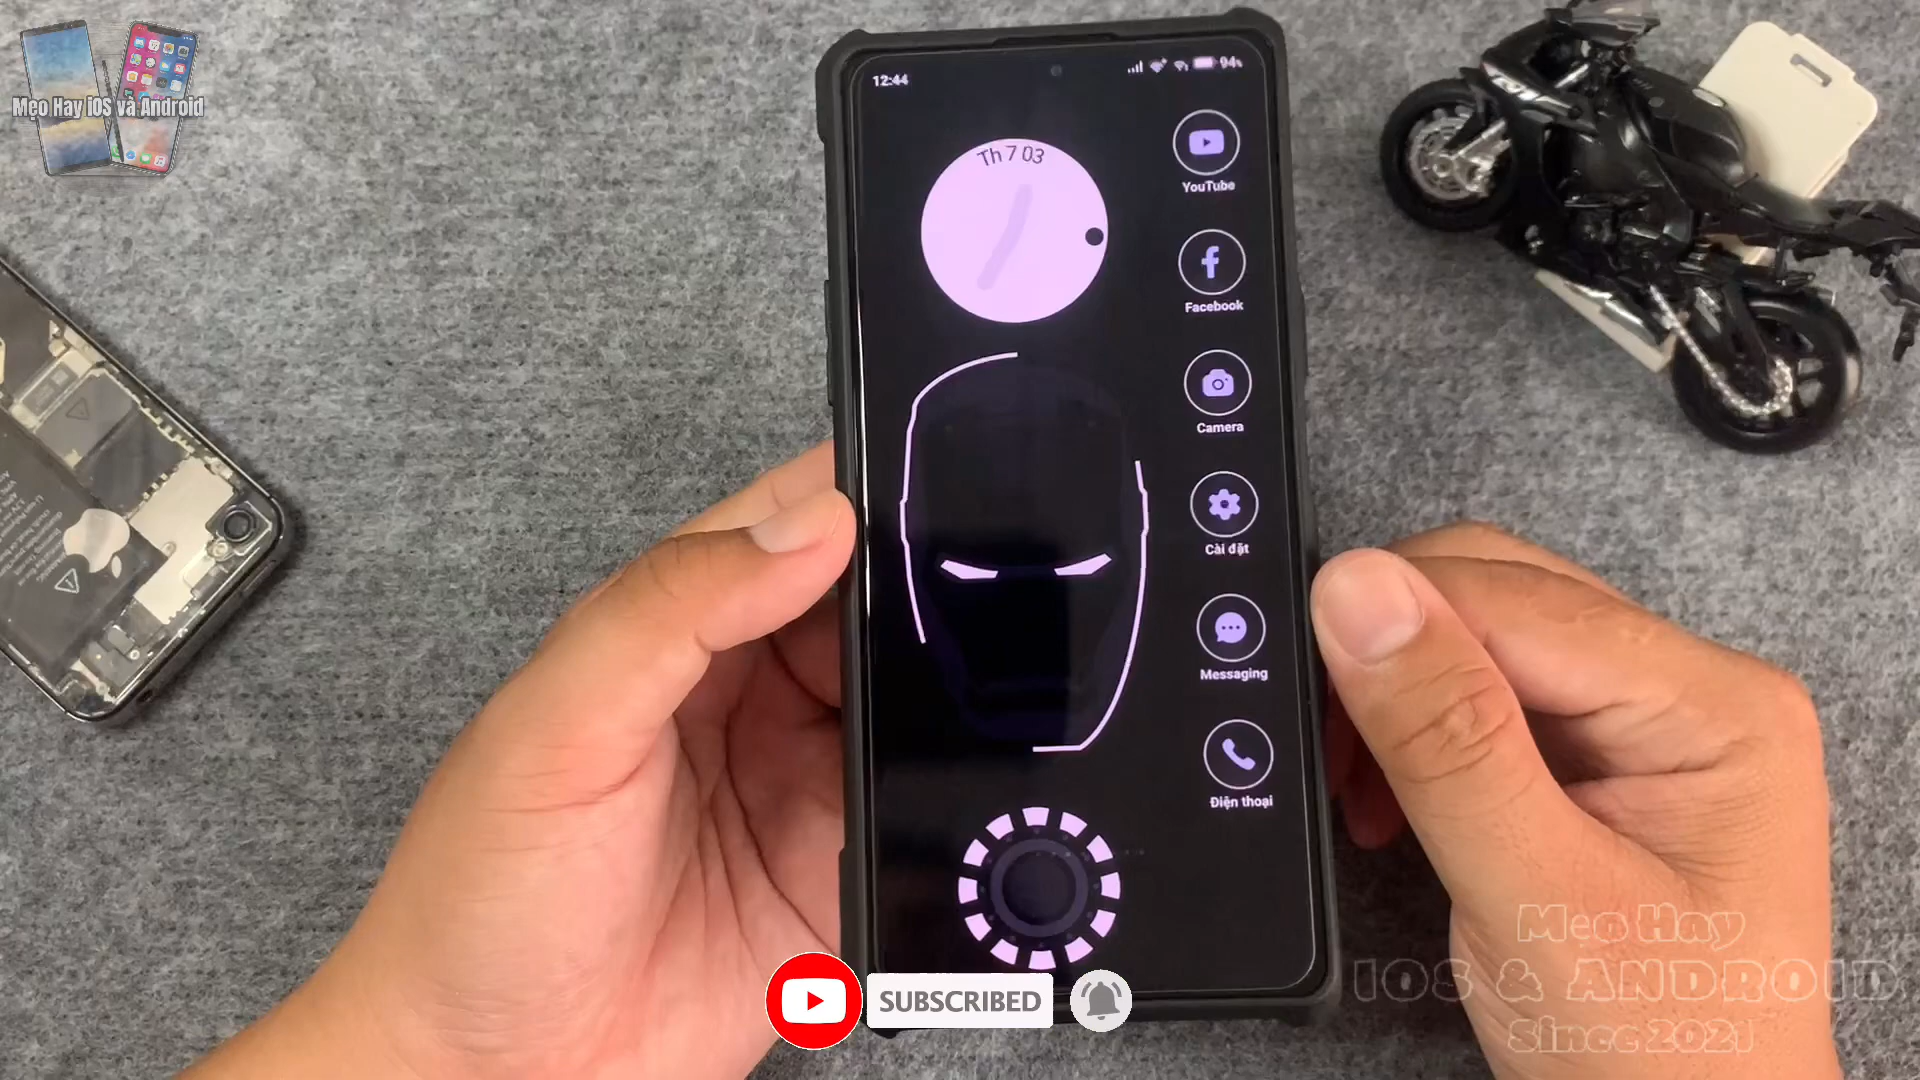 Mẹo Hay iOS và Android
12:44
94%
Th 7 03
YouTube
Facebook
Camera
Cài đặt
Messaging
Điện thoại
SUBSCRIBED
Mẹo Hay
IOS & ANDROID
Since 2021